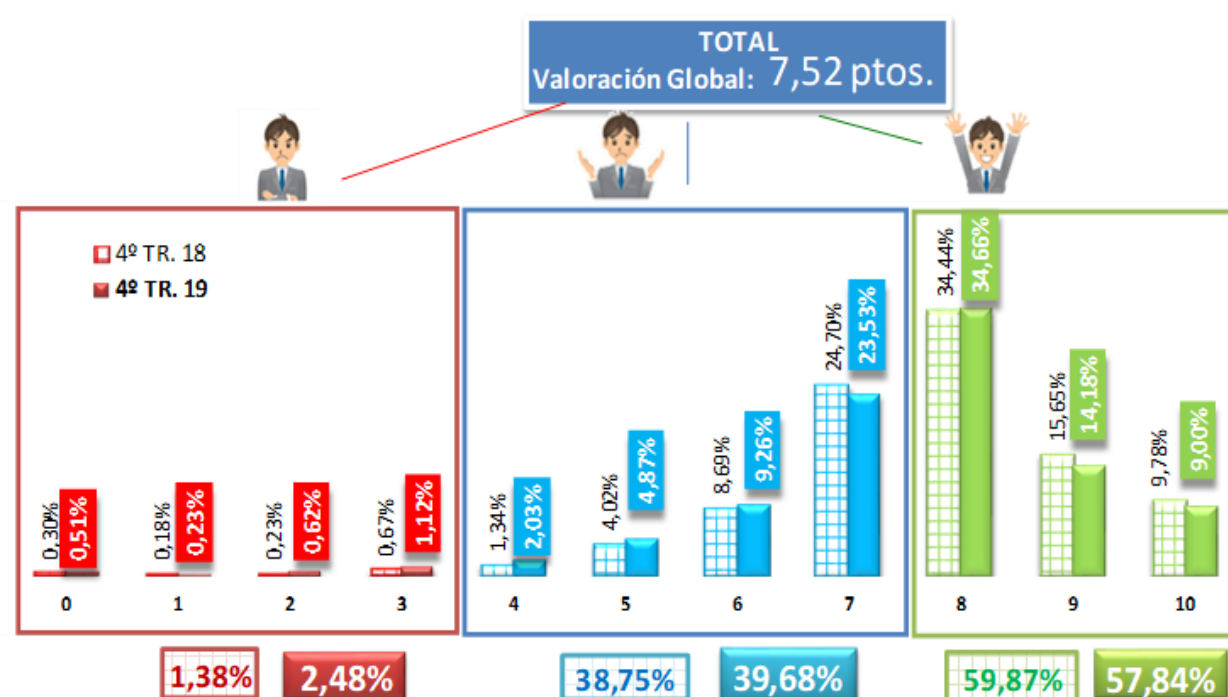 TOTAL
Valoración Global: 7,52 ptos.
4º TR. 18
4º TR. 19
0,30% 0,51% 0,18% 0,23% 0,23% 0,62% 0,67% 1,12%
1,34% 2,03% 4,02% 4,87% 8,69% 9,26% 24,70% 23,53%
34,44% 34,66% 15,65% 14,18% 9,78% 9,00%
0 1 2 3 4 5 6 7 8 9 10
1,38% 2,48% 38,75% 39,68% 59,87% 57,84%